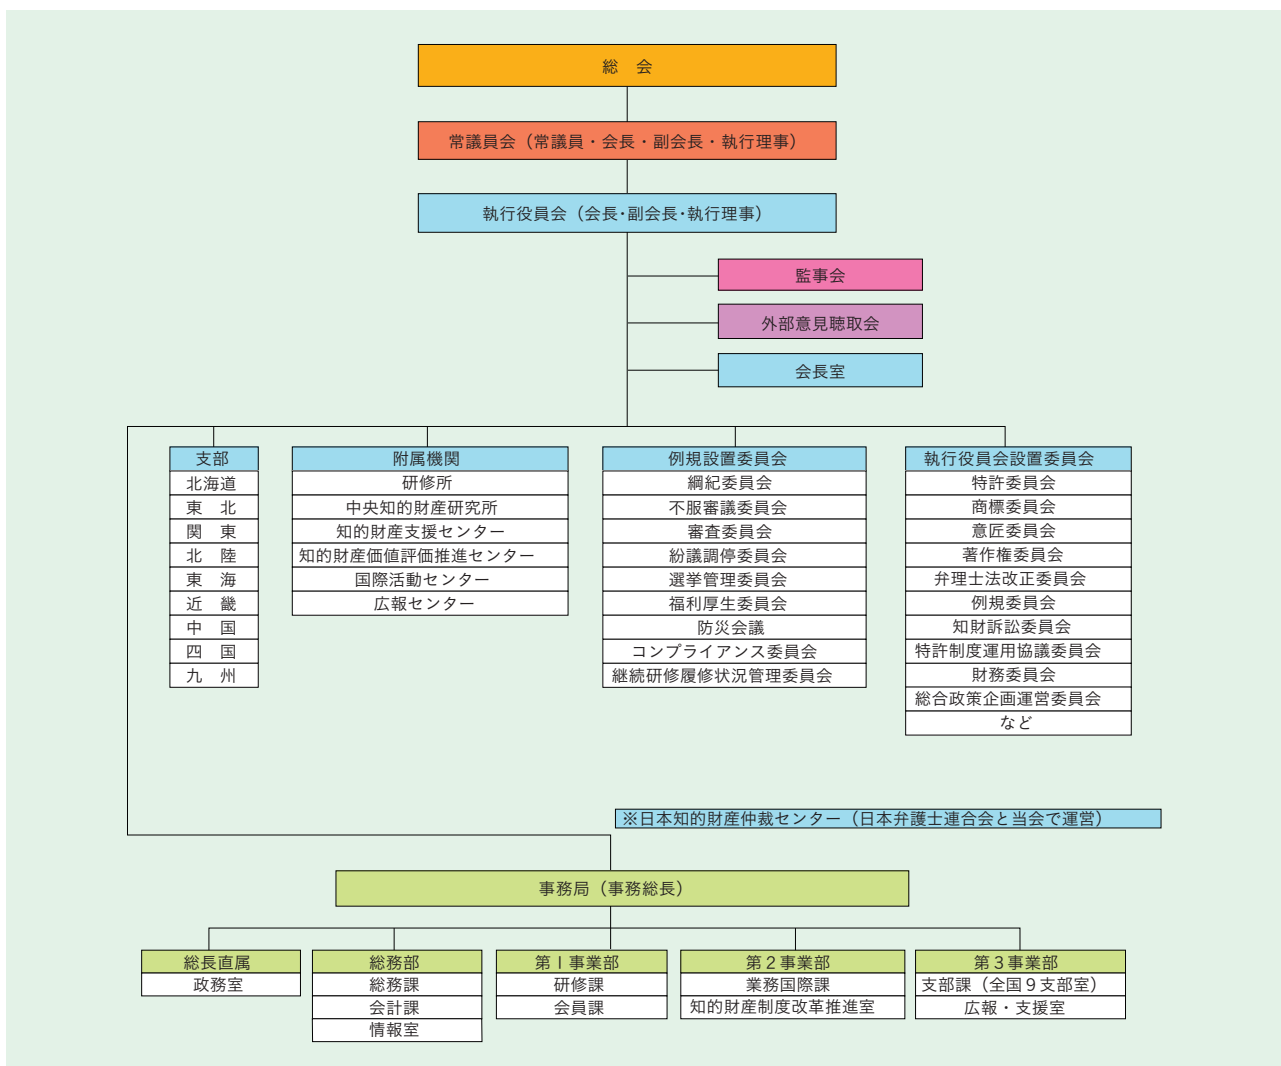 総　会
常議員会（常議員・会長・副会長・執行理事）
執行役員会（会長･副会長･執行理事）
監事会
外部意見聴取会
会長室
支部
北海道
東　北
関　東
北　陸
東　海
近　畿
中　国
四　国
九　州
附属機関
研修所
中央知的財産研究所
知的財産支援センター
知的財産価値評価推進センター
国際活動センター
広報センター
例規設置委員会
綱紀委員会
不服審議委員会
審査委員会
紛議調停委員会
選挙管理委員会
福利厚生委員会
防災会議
コンプライアンス委員会
継続研修履修状況管理委員会
執行役員会設置委員会
特許委員会
商標委員会
意匠委員会
著作権委員会
弁理士法改正委員会
例規委員会
知財訴訟委員会
特許制度運用協議委員会
財務委員会
総合政策企画運営委員会
など
※日本知的財産仲裁センター（日本弁護士連合会と当会で運営）
事務局（事務総長）
総長直属
政務室
総務部
総務課
会計課
情報室
第１事業部
研修課
会員課
第２事業部
業務国際課
知的財産制度改革推進室
第３事業部
支部課（全国９支部室）
広報・支援室